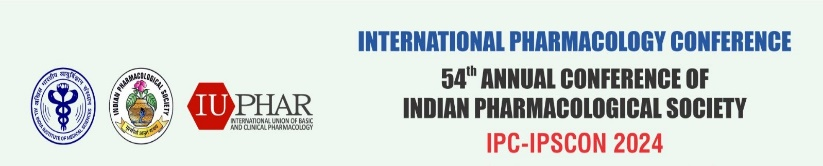 INTERNATIONAL PHARMACOLOGY CONFERENCE
54th ANNUAL CONFERENCE OF
INDIAN PHARMACOLOGICAL SOCIETY
IPC-IPSCON 2024
INDIAN PHARMACOLOGICAL SOCIETY
IUPHAR
INTERNATIONAL UNION OF BASIC
AND CLINICAL PHARMACOLOGY